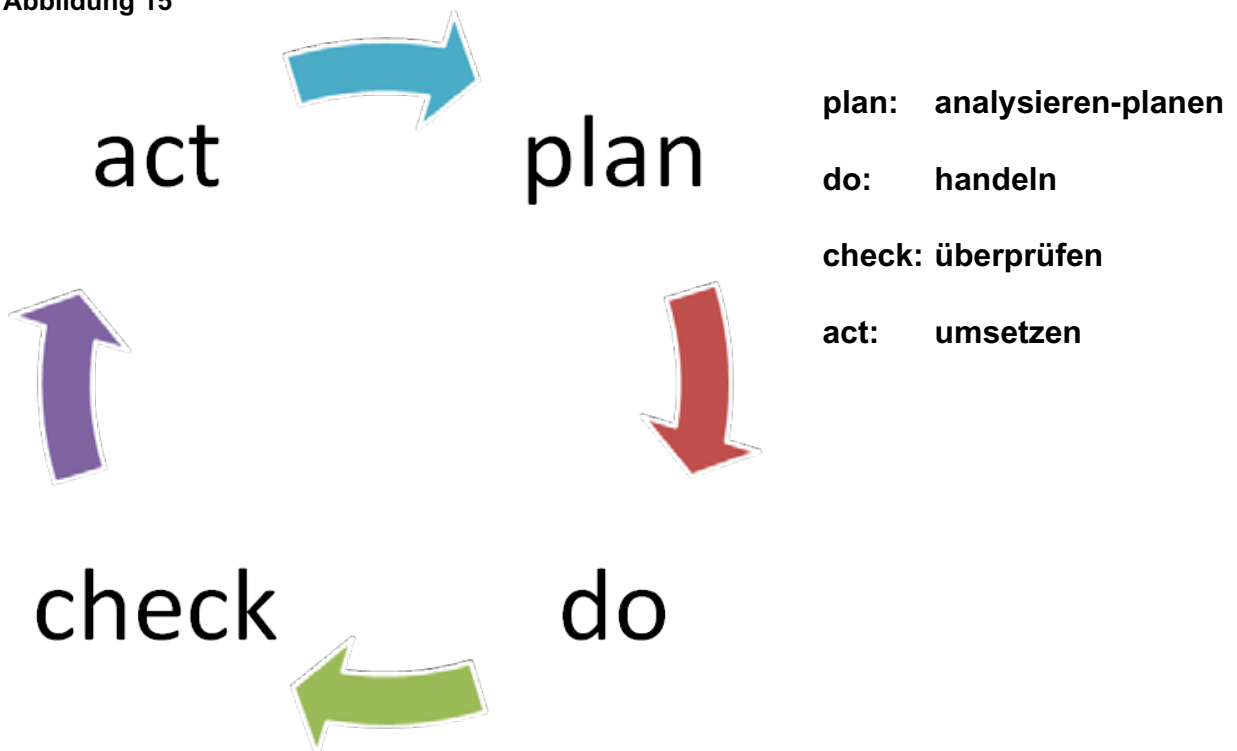 Abbildung 15
act
plan
check
do
plan: analysieren-planen
do: handeln
check: überprüfen
act: umsetzen